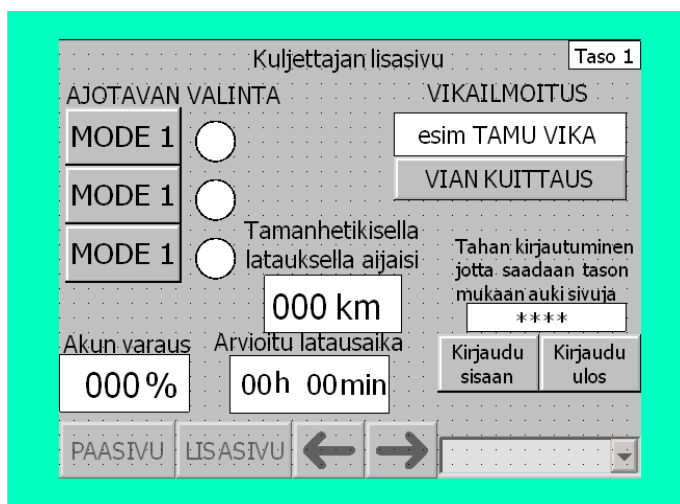 Kuljettajan lisasivu
Taso 1
AJOTAVAN VALINTA
VIKAILMOITUS
MODE 1
esim TAMU VIKA
VIAN KUITTAUS
MODE 1
MODE 1
Tamanhetikisella
latauksella aijaisi
000 km
Tahan kirjautuminen
jotta saadaan tason
mukaan auki sivuja
****
Akun varaus
000%
Arvioitu latausaika
00h 00min
Kirjaudu
sisaan
Kirjaudu
ulos
PAASIVU
LISASIVU